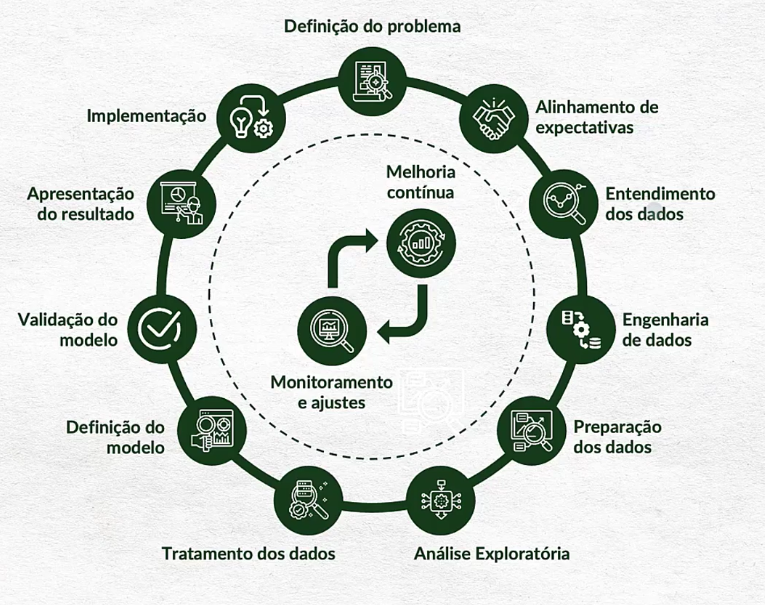 Definição do problema
Alinhamento de
expectativas
Entendimento
dos dados
Engenharia
de dados
Preparação
dos dados
Análise Exploratória
Tratamento dos dados
Definição do
modelo
Validação do
modelo
Apresentação
do resultado
Implementação
Melhoria
contínua
Monitoramento
e ajustes